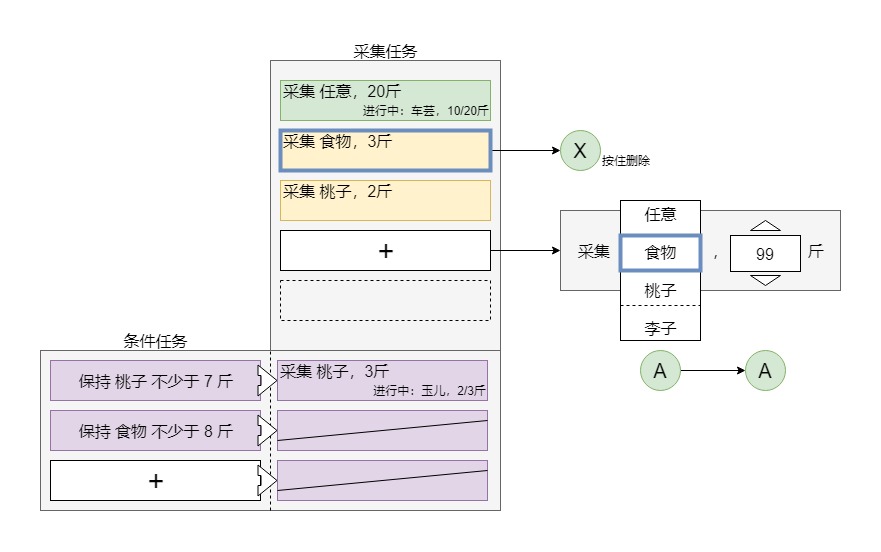 采集任务
采集 任意，20斤
进行中：车芸，10/20斤
采集 食物，3斤
X
按住删除
采集 桃子，2斤
+
采集
任意
食物
桃子
李子
，
99
斤
A
A
条件任务
保持 桃子 不少于 7 斤
采集 桃子，3斤
进行中：玉儿，2/3斤
保持 食物 不少于 8 斤
+